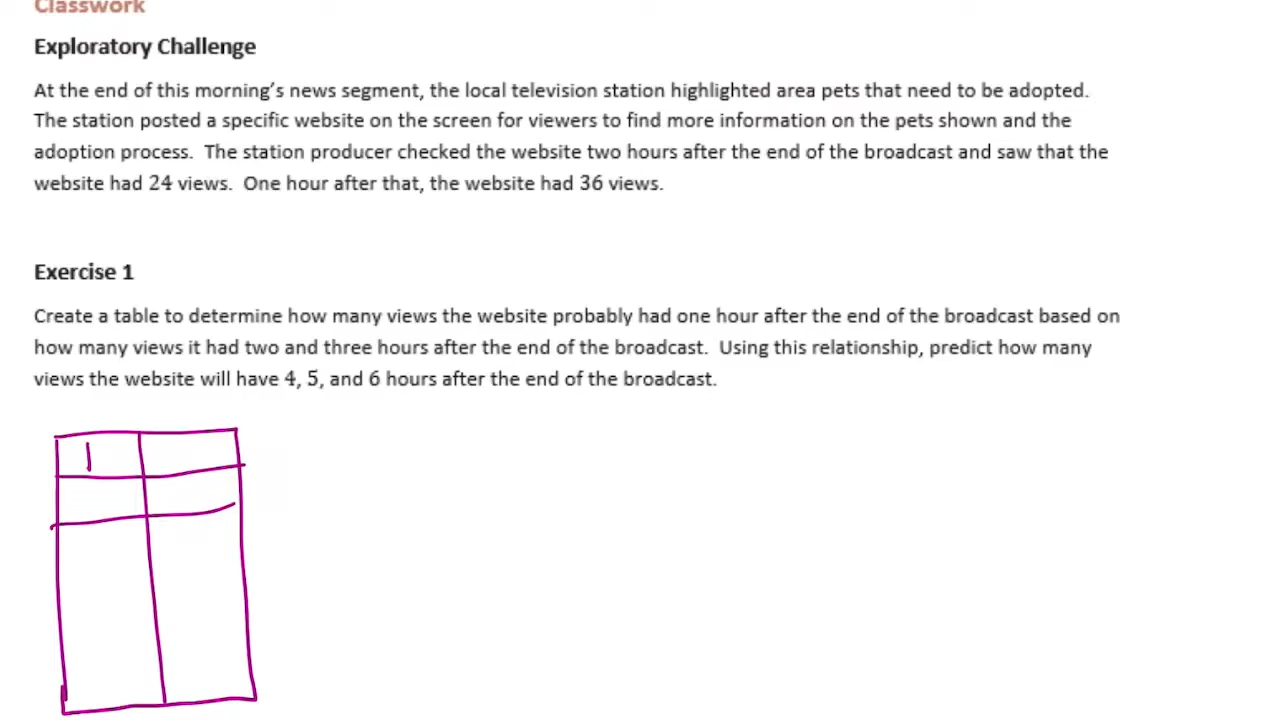 Classwork
Exploratory Challenge
At the end of this morning's news segment, the local television station highlighted area pets that need to be adopted.
The station posted a specific website on the screen for viewers to find more information on the pets shown and the
adoption process.  The station producer checked the website two hours after the end of the broadcast and saw that the
website had 24 views.  One hour after that, the website had 36 views.
Exercise 1
Create a table to determine how many views the website probably had one hour after the end of the broadcast based on
how many views it had two and three hours after the end of the broadcast.  Using this relationship, predict how many
views the website will have 4, 5, and 6 hours after the end of the broadcast.
1